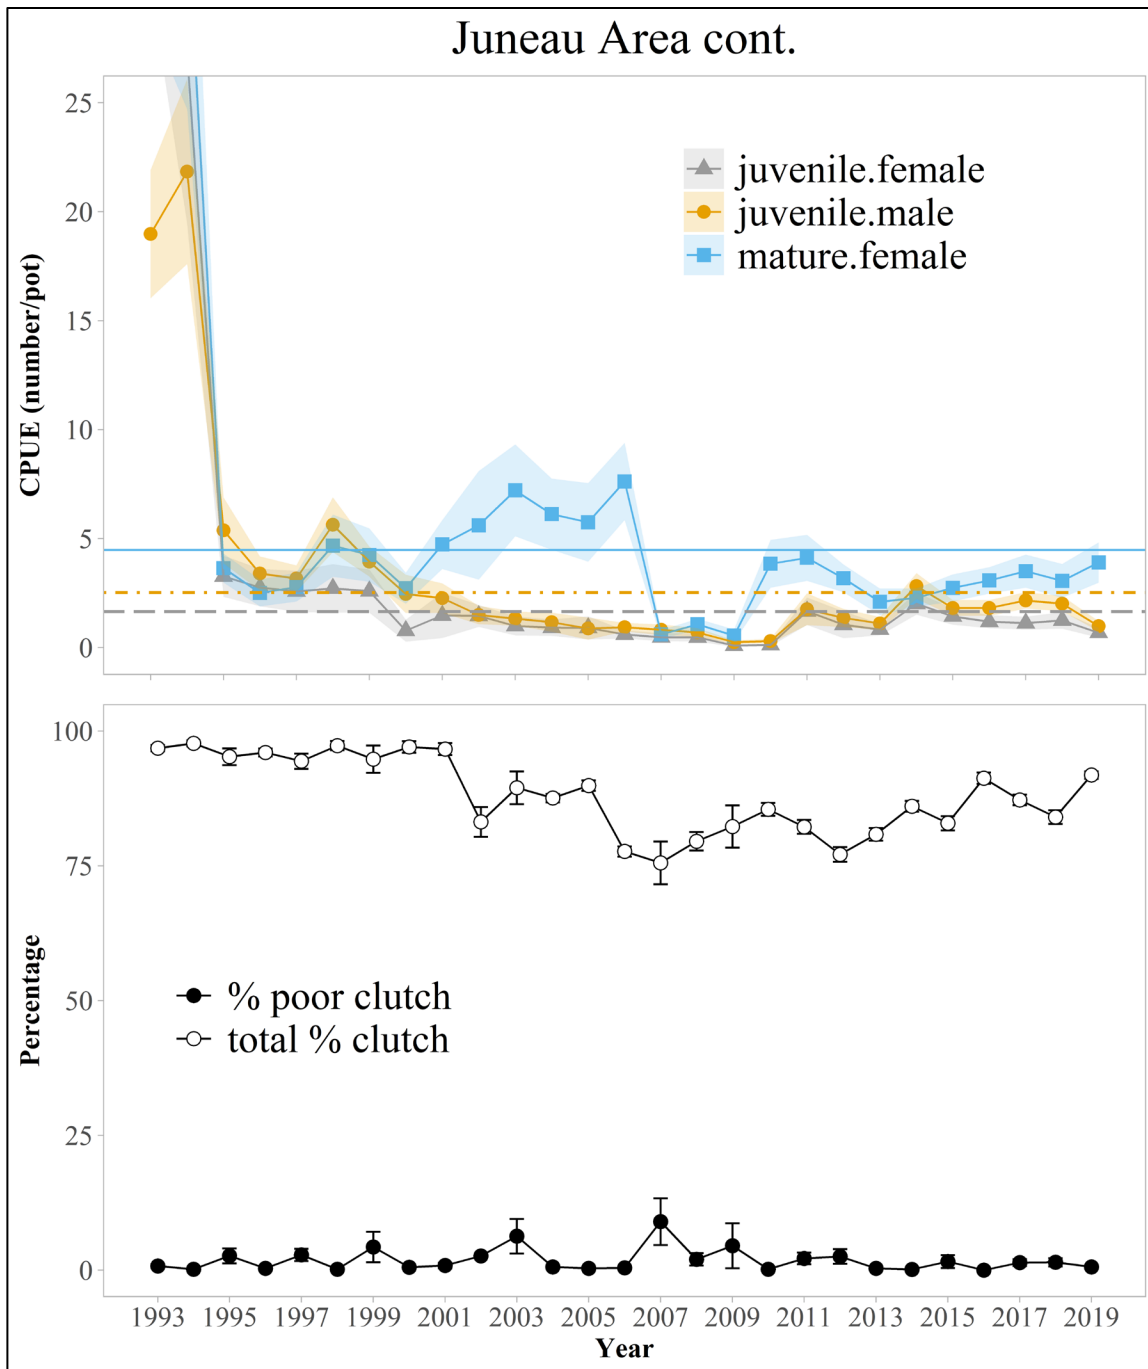 Juneau Area cont.
CPUE (number/pot)
25
20
15
10
5
0
juvenile.female
juvenile.male
mature.female
Percentage
100
75
50
25
0
% poor clutch
total % clutch
1993 1995 1997 1999 2001 2003 2005 2007 2009 2011 2013 2015 2017 2019
Year